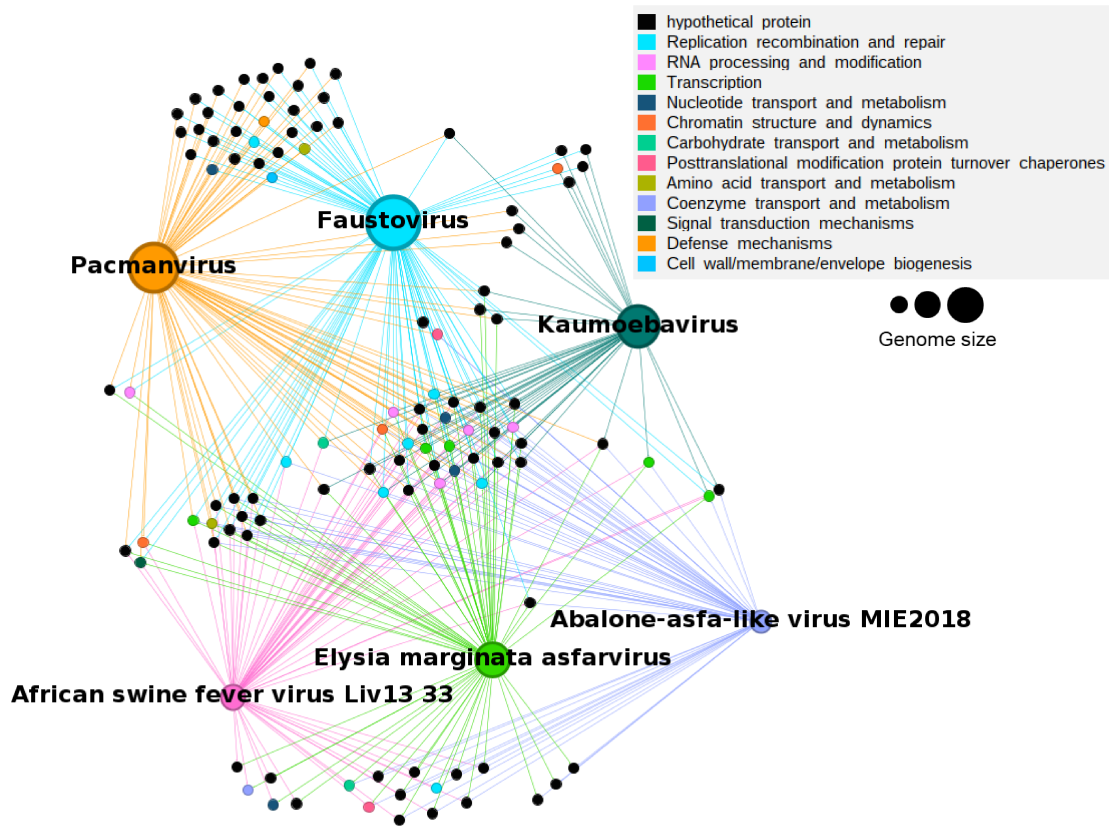 hypothetical protein
Replication recombination and repair
RNA processing and modification
Transcription
Nucleotide transport and metabolism
Chromatin structure and dynamics
Carbohydrate transport and metabolism
Posttranslational modification protein turnover chaperones
Amino acid transport and metabolism
Coenzyme transport and metabolism
Signal transduction mechanisms
Defense mechanisms
Cell wall/membrane/envelope biogenesis
Faustovirus
Pacmanvirus
Kaumoebavirus
Genome size
Abalone-asfa-like virus MIE2018
Elysia marginata asfarvirus
African swine fever virus Liv13 33